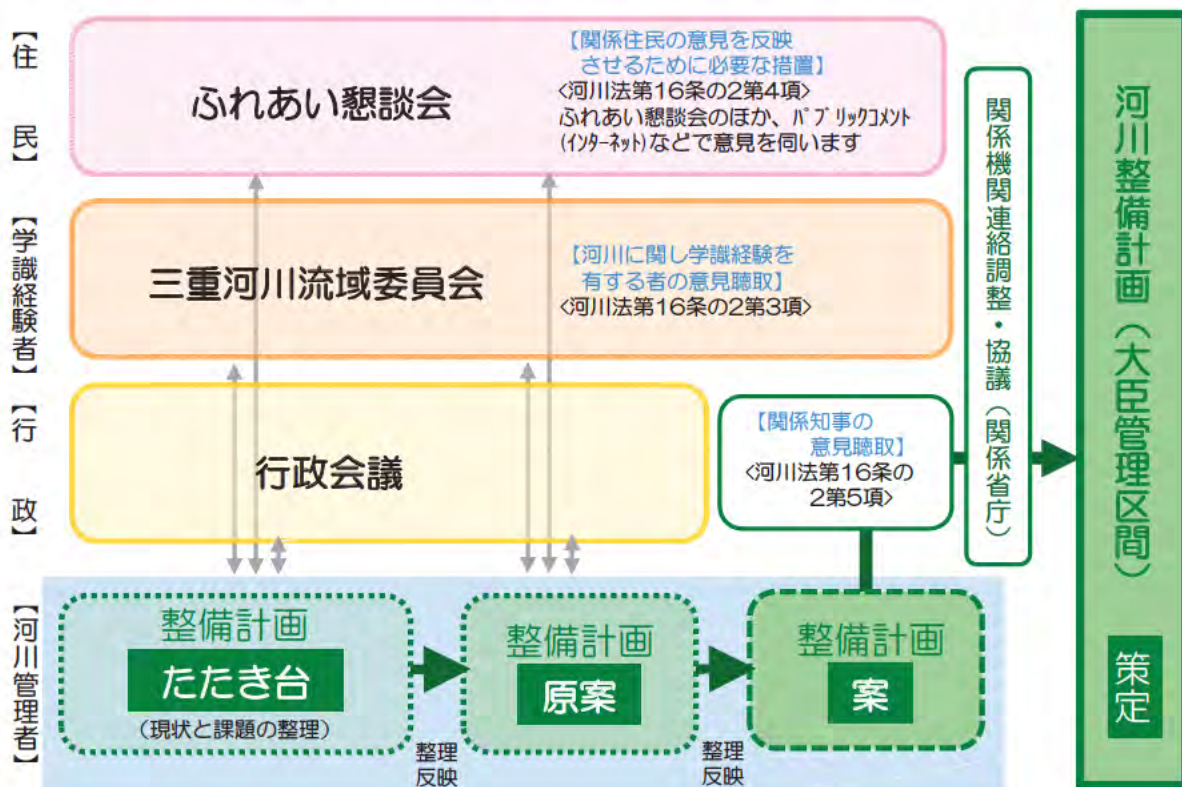 【住民】
ふれあい懇談会
【関係住民の意見を反映
させるために必要な措置】
<河川法第16条の2第4項>
ふれあい懇談会のほか、ﾊﾟﾌﾞﾘｯｸｺﾒﾝﾄ
(ｲﾝﾀｰﾈｯﾄ)などで意見を伺います
【学識経験者】
三重河川流域委員会
【河川に関し学識経験を
有する者の意見聴取】
<河川法第16条の2第3項>
【行政】
行政会議
【関係知事の
意見聴取】
<河川法第16条の
2第5項>
【河川管理者】
整備計画
たたき台
(現状と課題の整理)
整理
反映
整備計画
原案
整理
反映
整備計画
案
関係機関連絡調整・協議(関係省庁)
河川整備計画(大臣管理区間)
策定